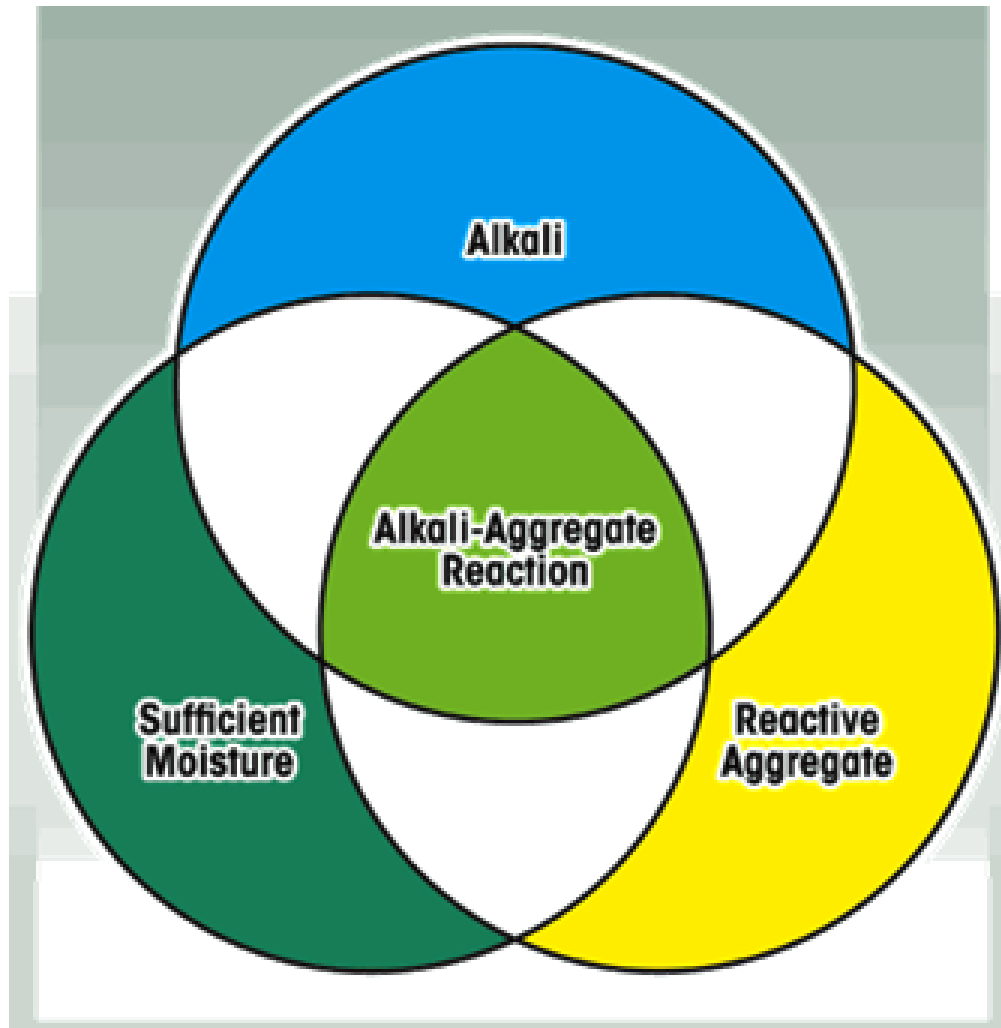 Alkali
Alkali-Aggregate
Reaction
Sufficient
Moisture
Reactive
Aggregate